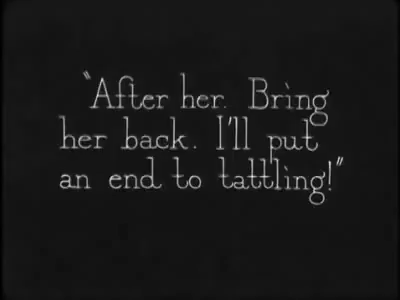 "After her. Bring
her back. I'll put
an end to tattling!"